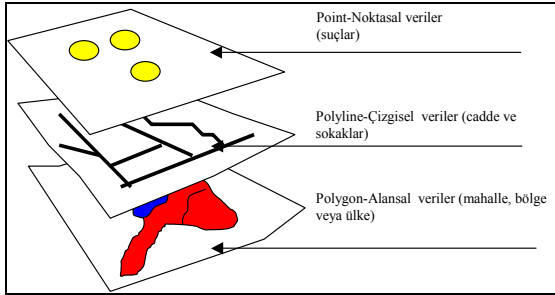 Point-Noktasal veriler
(suçlar)
Polyline-Çizgisel veriler (cadde ve
sokaklar)
Polygon-Alansal veriler (mahalle, bölge
veya ülke)